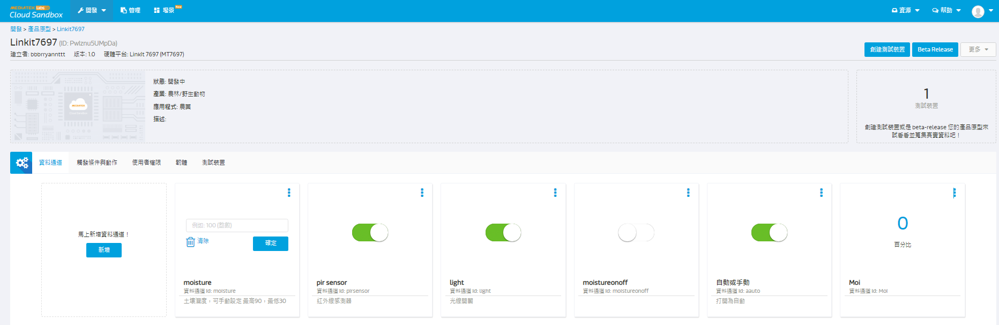 MEDIATEK labs
Cloud Sandbox
開發
管理
場景
New
資源
幫助
開發 > 產品原型 > Linkit7697
Linkit7697 (ID: PwIznu5UMpDa)
建立者: bbbrryannttt 版本: 1.0 硬體平台: LinkIt 7697 (MT7697)
創建測試裝置
Beta Release
更多
MEDIATEK
Cloud Sandbox
狀態: 開發中
產業: 農林/野生動物
應用程式: 農業
描述:
1
測試裝置
創建測試裝置或是 beta-release 您的產品原型來
試看看並蒐集真實資料吧！
資料通道
觸發條件與動作
使用者權限
韌體
測試裝置
馬上新增資料通道！
新增
例如: 100 (整數)
清除
確定
moisture
資料通道 Id: moisture
土壤濕度，可手動設定 最高90，最低30
pir sensor
資料通道 Id: pirsensor
紅外線感測器
light
資料通道 Id: light
光線開關
moistureonoff
資料通道 Id: moistureonoff
自動或手動
資料通道 Id: aauto
打開為自動
0
百分比
Moi
資料通道 Id: Moi